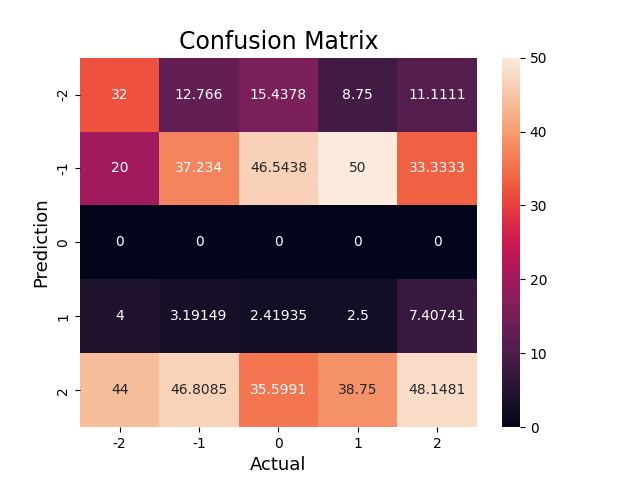 Confusion Matrix
-2 32 12.766 15.4378 8.75 11.1111
-1 20 37.234 46.5438 50 33.3333
0 0 0 0 0 0
1 4 3.19149 2.41935 2.5 7.40741
2 44 46.8085 35.5991 38.75 48.1481
-2 -1 0 1 2
Prediction
Actual
50
40
30
20
10
0